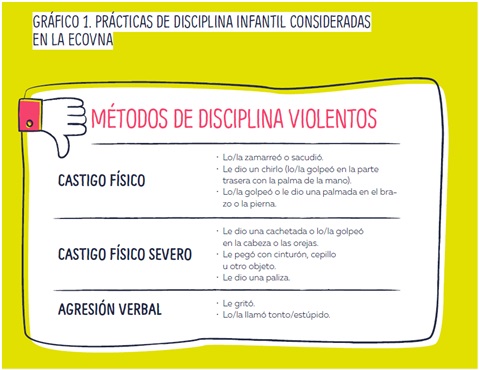 GRÁFICO 1. PRÁCTICAS DE DISCIPLINA INFANTIL CONSIDERADAS
EN LA ECOVNA
MÉTODOS DE DISCIPLINA VIOLENTOS
CASTIGO FÍSICO
• Lo/la zamarreó o sacudió.
• Le dio un chirlo (lo/la golpeó en la parte
trasera con la palma de la mano).
• Lo/la golpeó o le dio una palmada en el bra-
zo o la pierna.
CASTIGO FÍSICO SEVERO
• Le dio una cachetada o lo/la golpeó
en la cabeza o las orejas.
• Le pegó con cinturón, cepillo
u otro objeto.
• Le dio una paliza.
AGRESIÓN VERBAL
• Le gritó.
• Lo/la llamó tonto/estúpido.